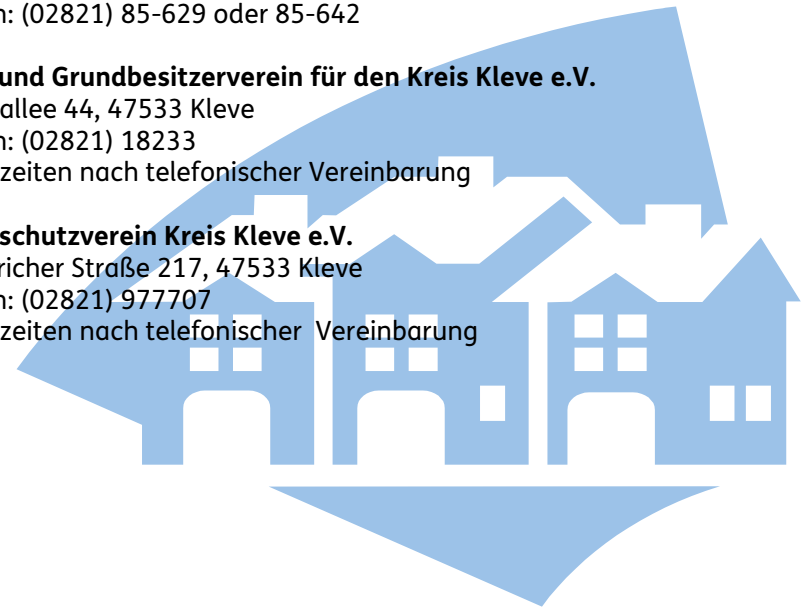 n: (02821) 85-629 oder 85-642
und Grundbesitzerverein für den Kreis Kleve e.V.
allee 44, 47533 Kleve
n: (02821) 18233
zeiten nach telefonischer Vereinbarung
schutzverein Kreis Kleve e.V.
richer Straße 217, 47533 Kleve
n: (02821) 977707
zeiten nach telefonischer Vereinbarung